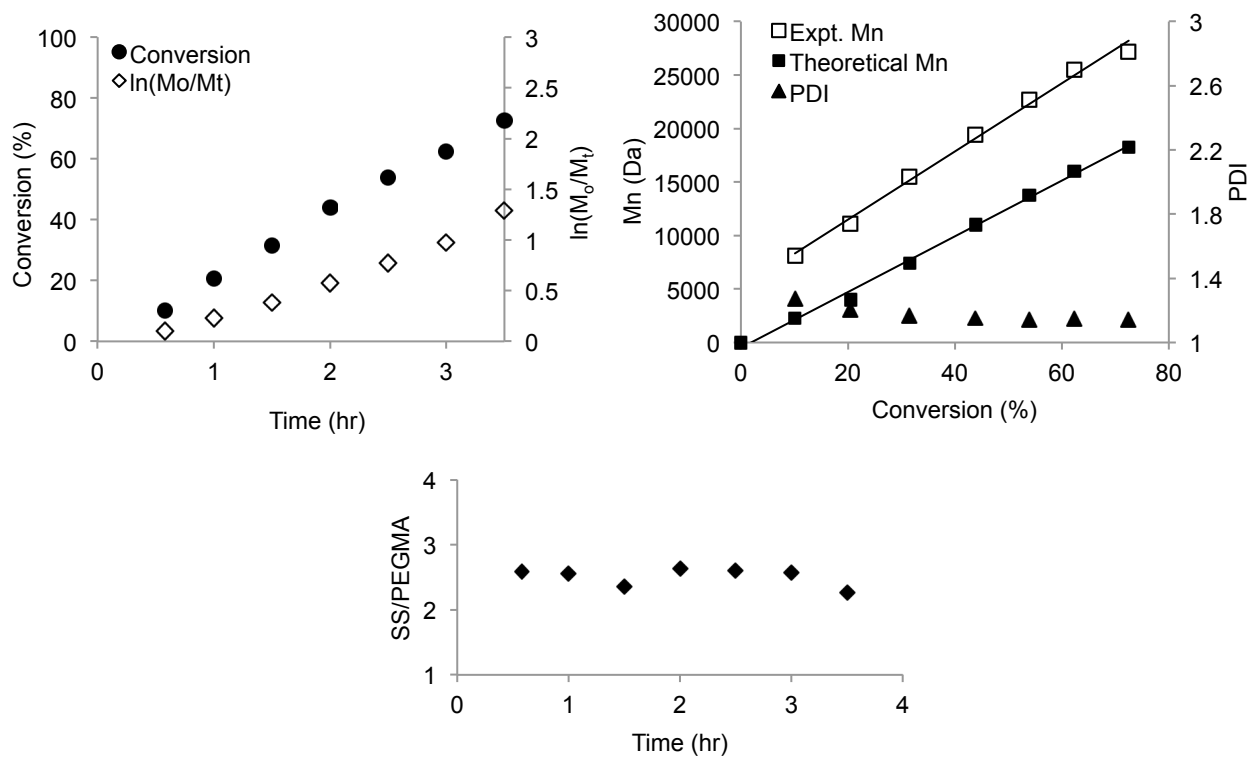 100
80
60
40
20
0
Conversion (%)
Conversion
ln(Mo/Mt)
3
2.5
2
1.5
1
0.5
0
ln(Mₒ/Mₜ)
0 1 2 3
Time (hr)
30000
25000
20000
15000
10000
5000
0
Mn (Da)
Expt. Mn
Theoretical Mn
PDI
3
2.6
2.2
1.8
1.4
1
PDI
0 20 40 60 80
Conversion (%)
4
3
2
1
SS/PEGMA
0 1 2 3 4
Time (hr)